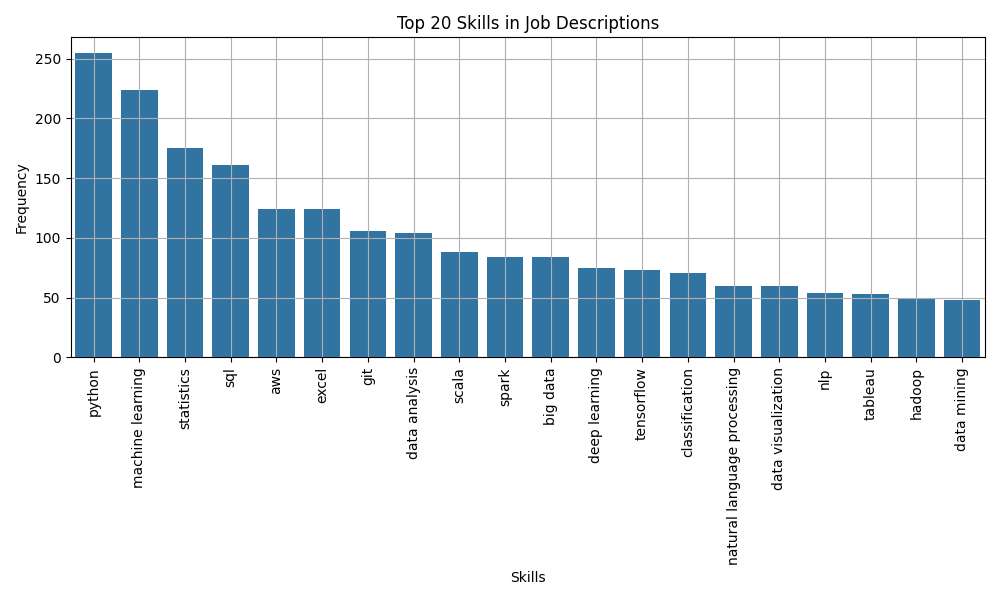 Top 20 Skills in Job Descriptions
Frequency
250
200
150
100
50
0
python
machine learning
statistics
sql
aws
excel
git
data analysis
scala
spark
big data
deep learning
tensorflow
classification
natural language processing
data visualization
nlp
tableau
hadoop
data mining
Skills